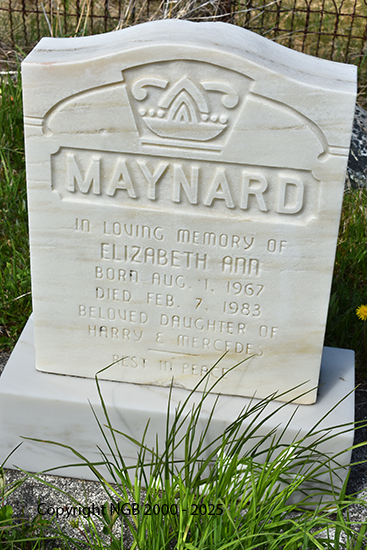 MAYNARD
IN LOVING MEMORY OF
ELIZABETH ANN
BORN AUG. 1, 1967
DIED FEB. 7, 1983
BELOVED DAUGHTER OF
HARRY & MERCEDES
REST IN PEACE
Copyright NGB 2000 - 2025